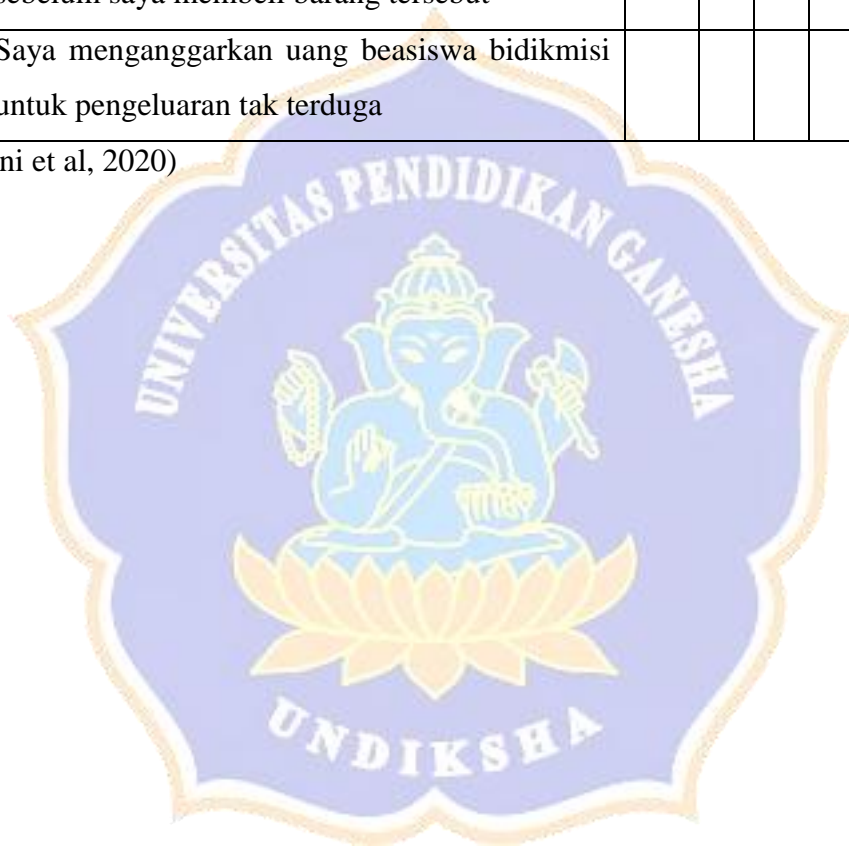 sebelum saya membeli barang tersebut
Saya menganggarkan uang beasiswa bidikmisi
untuk pengeluaran tak terduga
ni et al, 2020)
UNIVERSITAS PENDIDIKAN GANESHA
UNDIKSHA